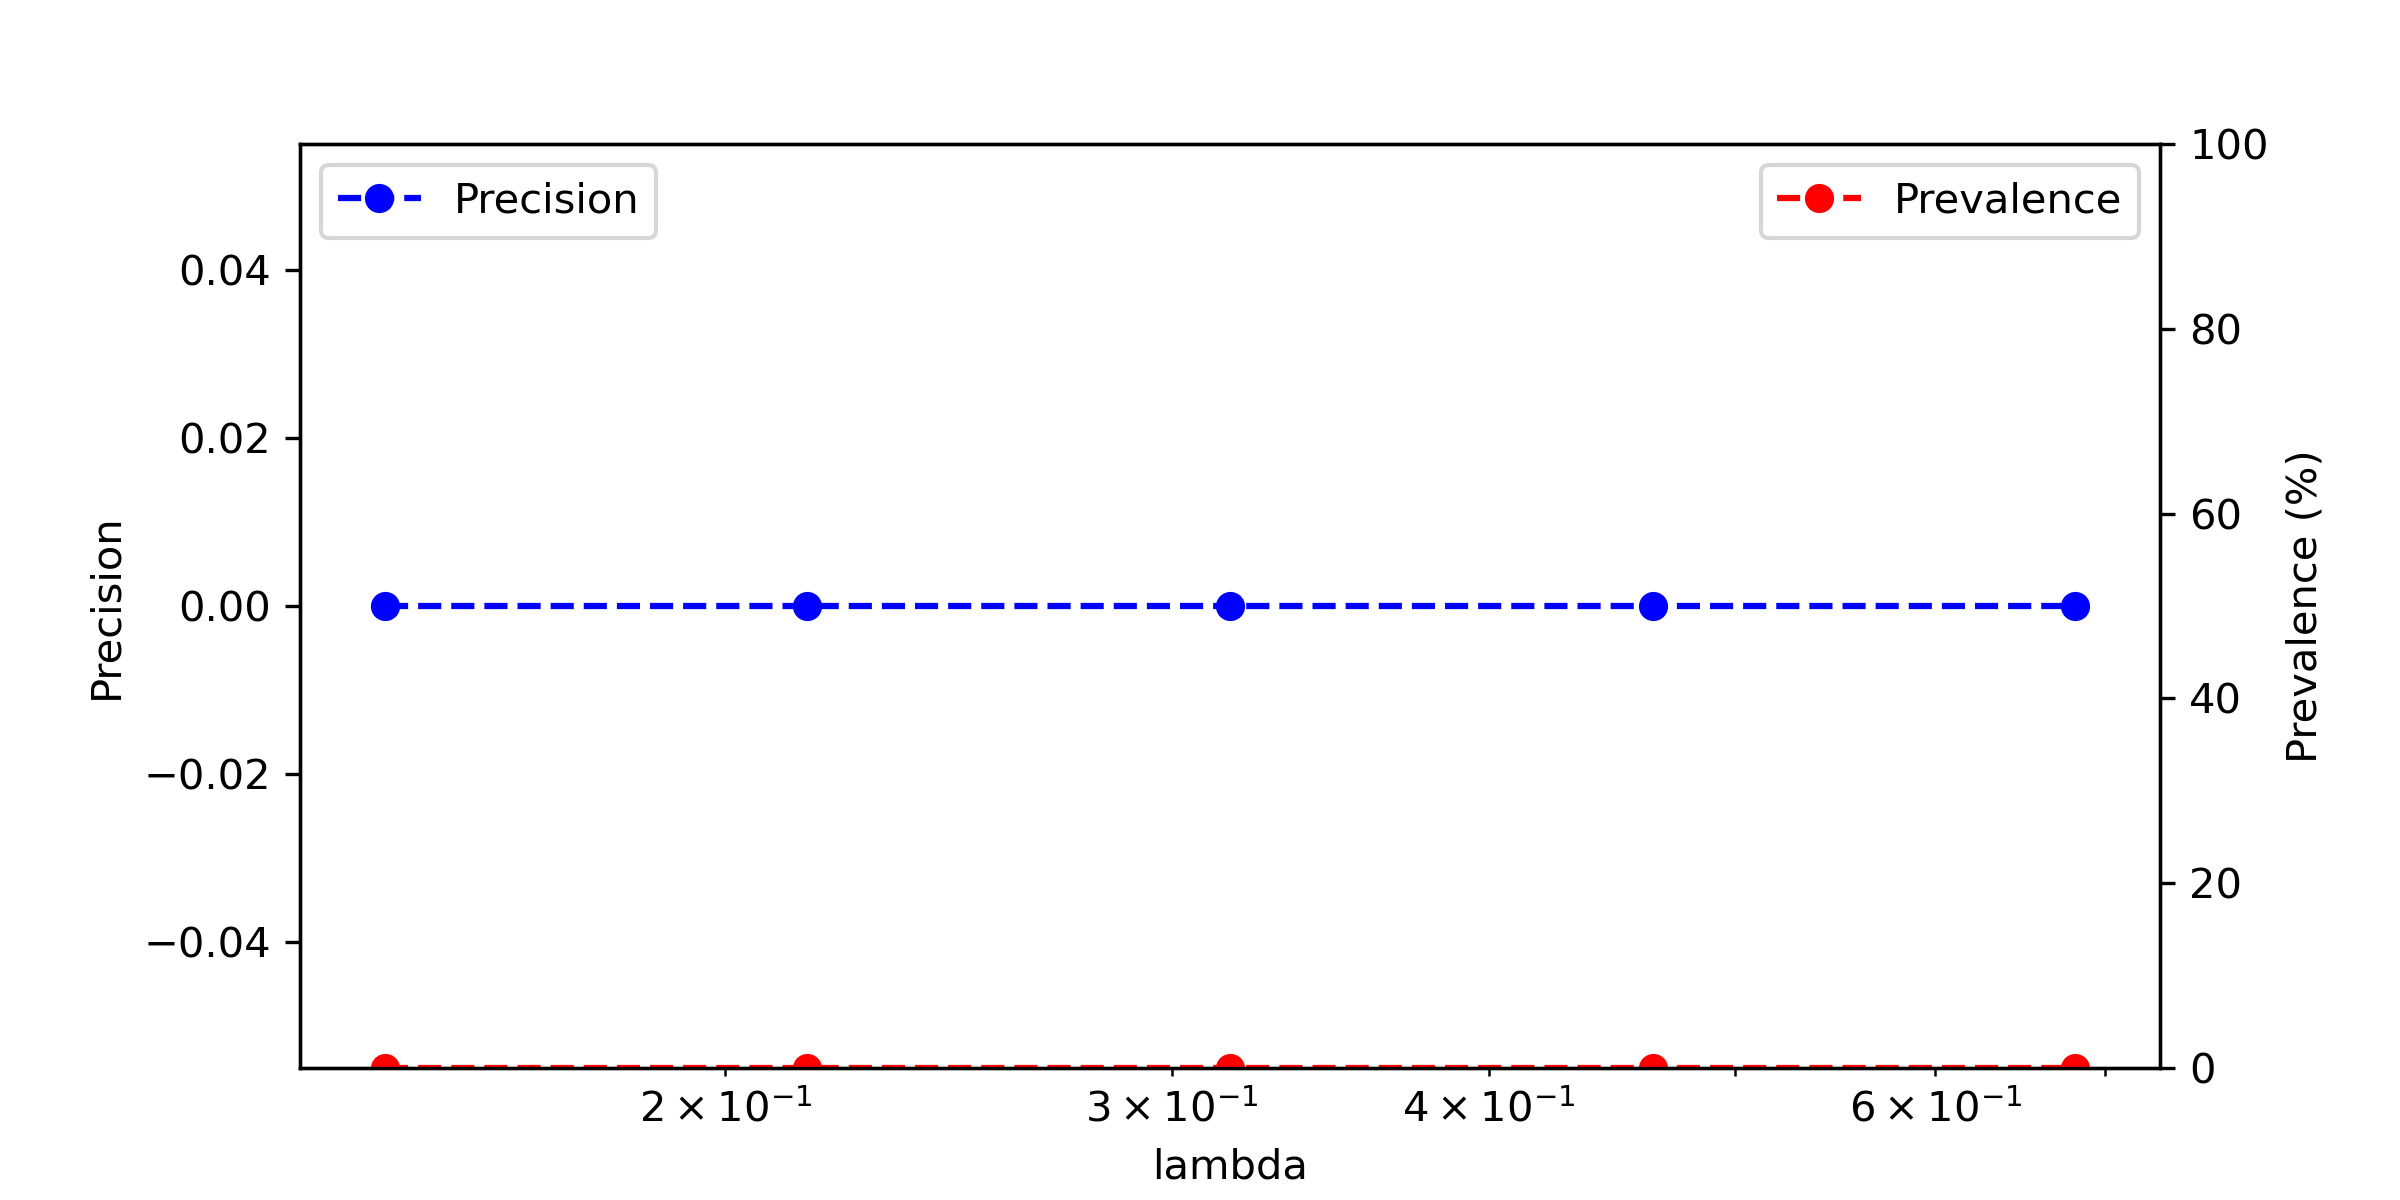 Precision
Prevalence
0.04
0.02
0.00
−0.02
−0.04
Precision
100
80
60
40
20
0
Prevalence (%)
2 × 10⁻¹
3 × 10⁻¹
4 × 10⁻¹
6 × 10⁻¹
lambda